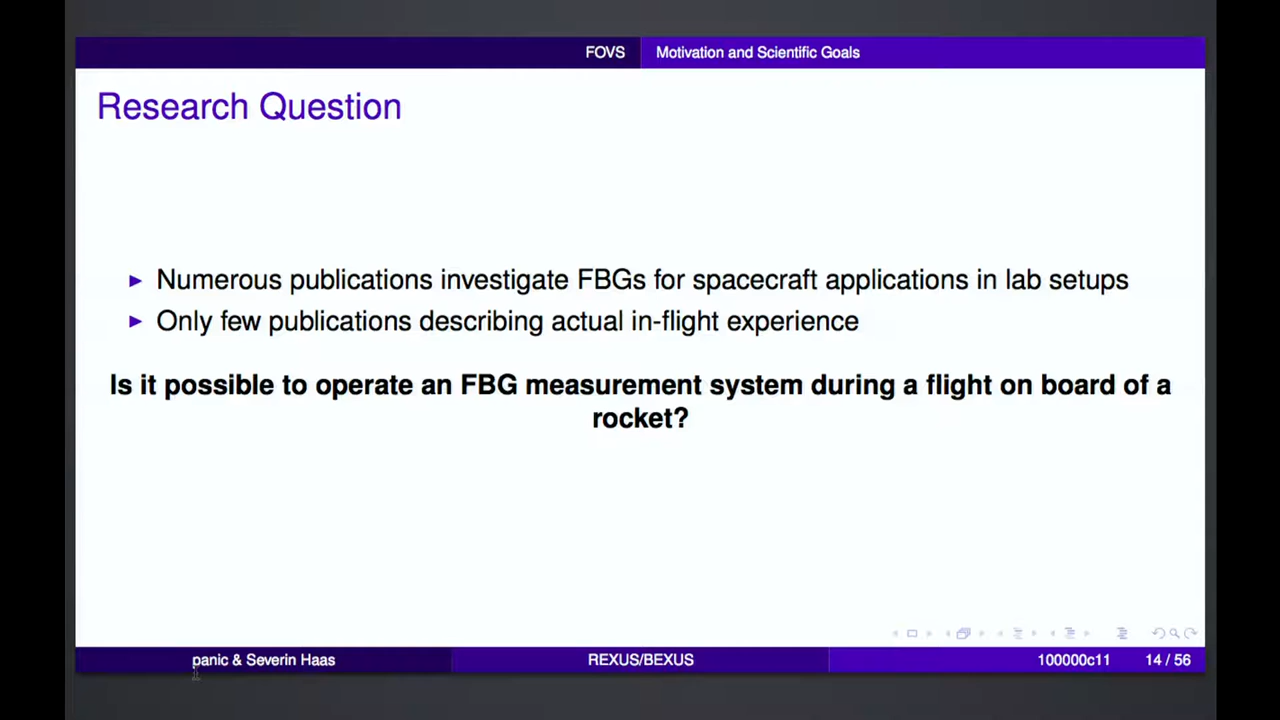 FOVS Motivation and Scientific Goals
Research Question
Numerous publications investigate FBGs for spacecraft applications in lab setups
Only few publications describing actual in-flight experience
Is it possible to operate an FBG measurement system during a flight on board of a
rocket?
panic & Severin Haas REXUS/BEXUS 100000c11 14 / 56